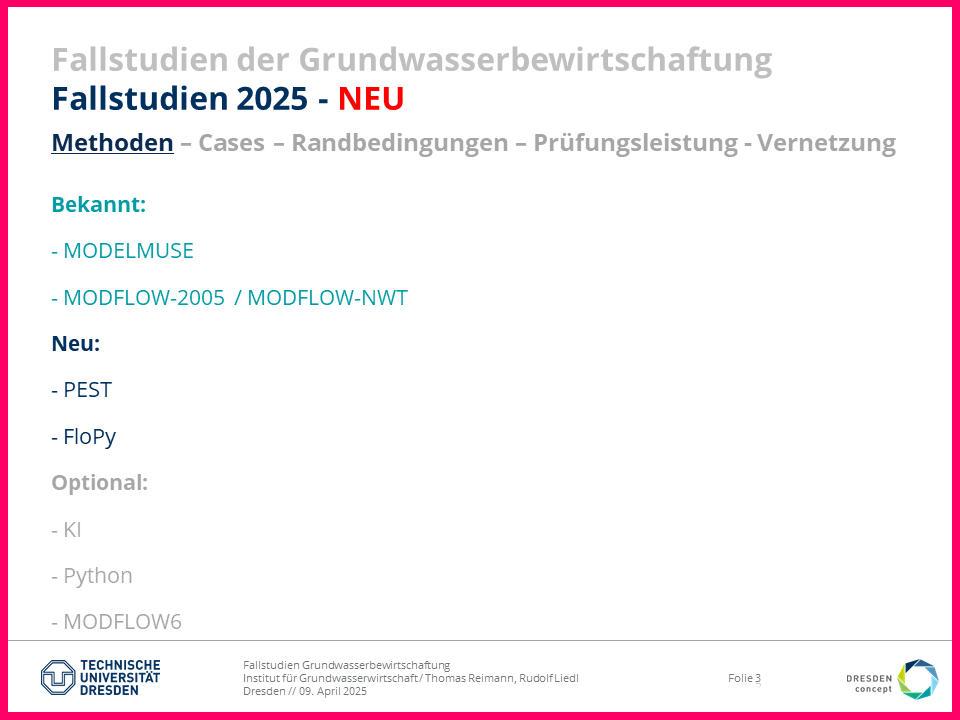 Fallstudien der Grundwasserbewirtschaftung
Fallstudien 2025 - NEU
Methoden – Cases – Randbedingungen – Prüfungsleistung - Vernetzung
Bekannt:
- MODELMUSE
- MODFLOW-2005 / MODFLOW-NWT
Neu:
- PEST
- FloPy
Optional:
- KI
- Python
- MODFLOW6
TECHNISCHE
UNIVERSITÄT
DRESDEN
Fallstudien Grundwasserbewirtschaftung
Institut für Grundwasserwirtschaft / Thomas Reimann, Rudolf Liedl
Dresden // 09. April 2025
Folie 3
DRESDEN
concept